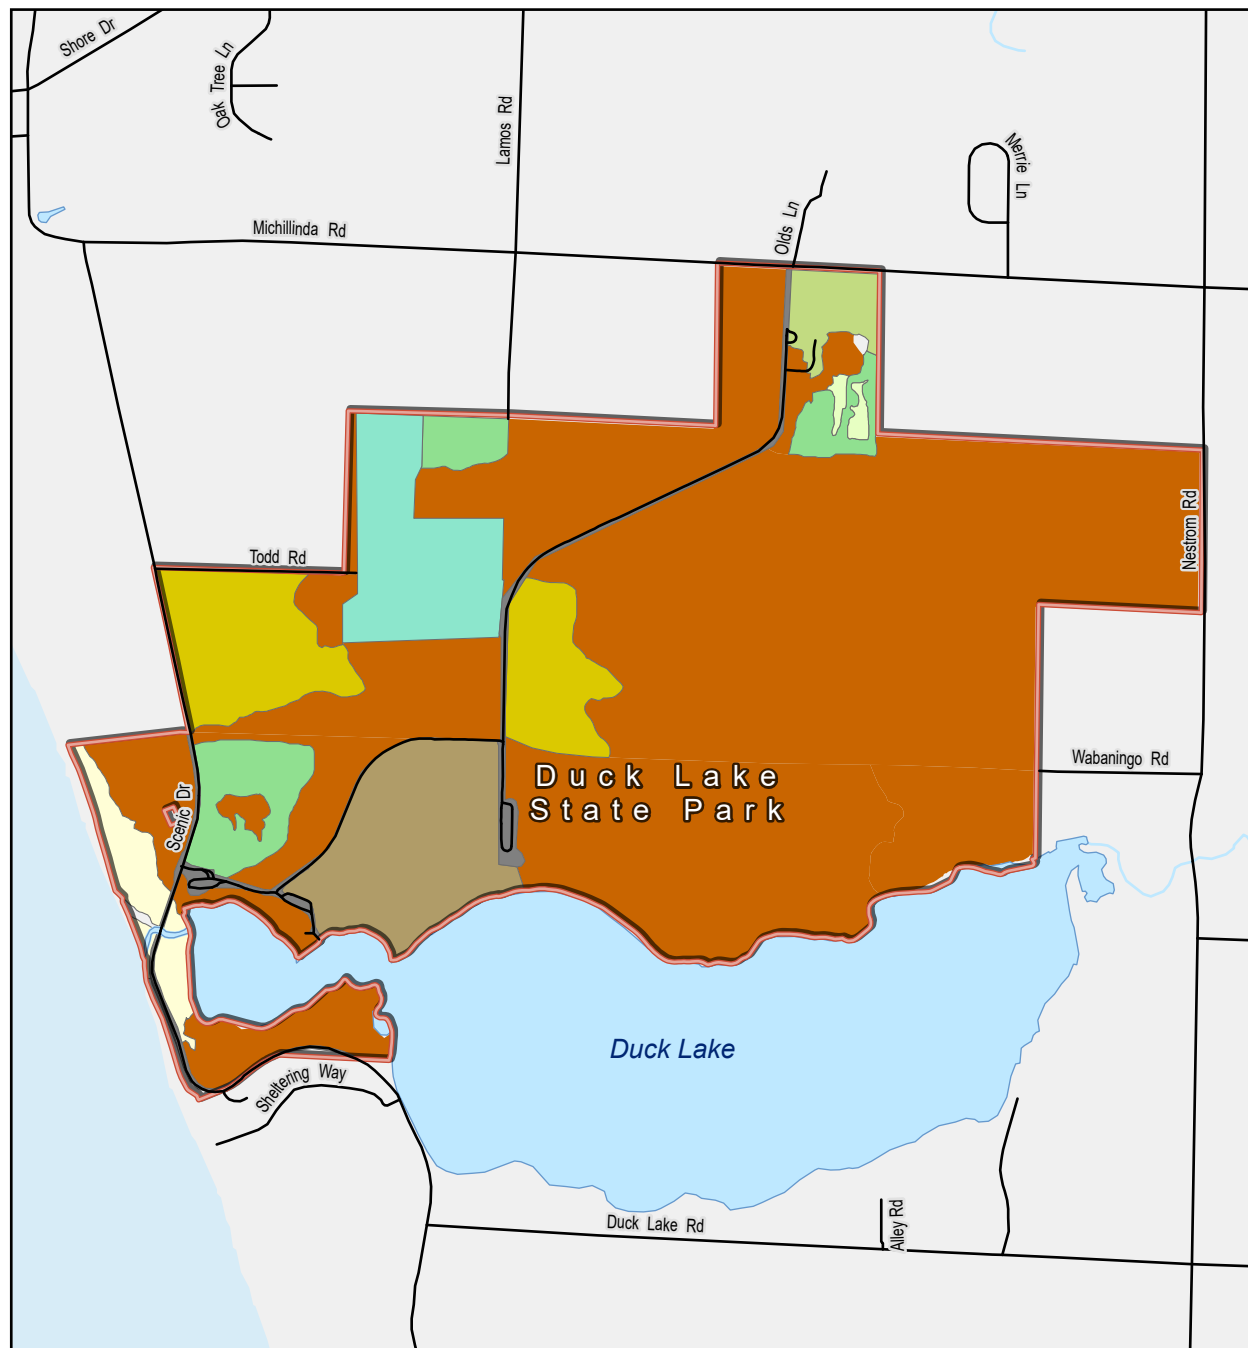 Shore Dr
Oak Tree Ln
Lamos Rd
Merrie Ln
Olds Ln
Michillinda Rd
Nestrom Rd
Todd Rd
Wabaningo Rd
Duck Lake
State Park
Scenic Dr
Duck Lake
Sheltering Way
Duck Lake Rd
Alley Rd